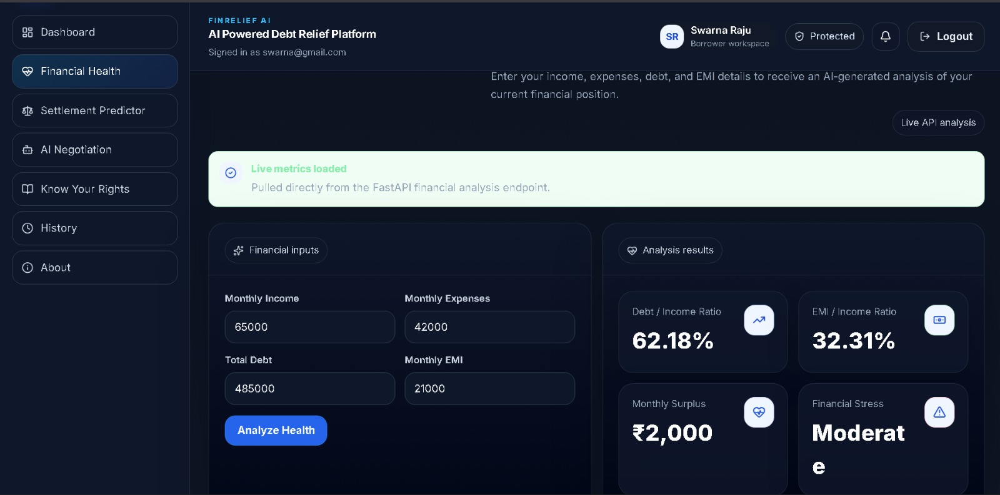 Dashboard
Financial Health
Settlement Predictor
AI Negotiation
Know Your Rights
History
About
FINRELIEF AI
AI Powered Debt Relief Platform
Signed in as swarna@gmail.com
SR
Swarna Raju
Borrower workspace
Protected
Logout
Enter your income, expenses, debt, and EMI details to receive an AI-generated analysis of your
current financial position.
Live API analysis
Live metrics loaded
Pulled directly from the FastAPI financial analysis endpoint.
Financial inputs
Monthly Income
Monthly Expenses
65000
42000
Total Debt
Monthly EMI
485000
21000
Analyze Health
Analysis results
Debt / Income Ratio
62.18%
EMI / Income Ratio
32.31%
Monthly Surplus
₹2,000
Financial Stress
Moderat
e